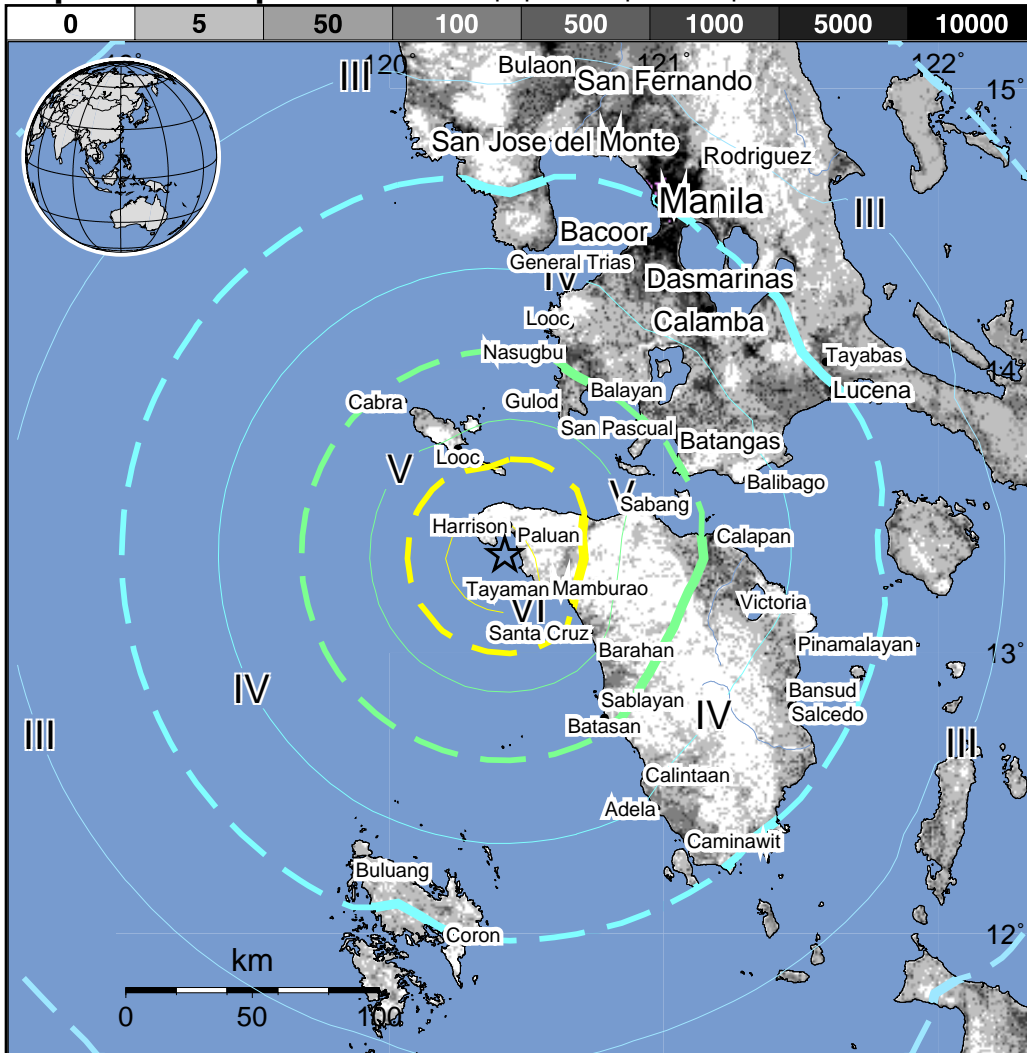 0 5 50 100 500 1000 5000 10000
120˚ 121˚ 122˚
III
Bulaon
San Fernando
15˚
San Jose del Monte
Rodriguez
Manila
III
Bacoor
General Trias
IV
Dasmarinas
Looc
Calamba
Nasugbu
Tayabas
14˚
Balayan
Lucena
Cabra
Gulod
San Pascual
Batangas
Looc
V
Balibago
V
Sabang
Harrison
Paluan
Calapan
Tayaman
Mamburao
VI
Victoria
Santa Cruz
Pinamalayan
Barahan
13˚
IV
Sablayan
Bansud
IV
Salcedo
Batasan
III
III
Calintaan
Adela
Caminawit
Buluang
Coron
12˚
km
0 50 100